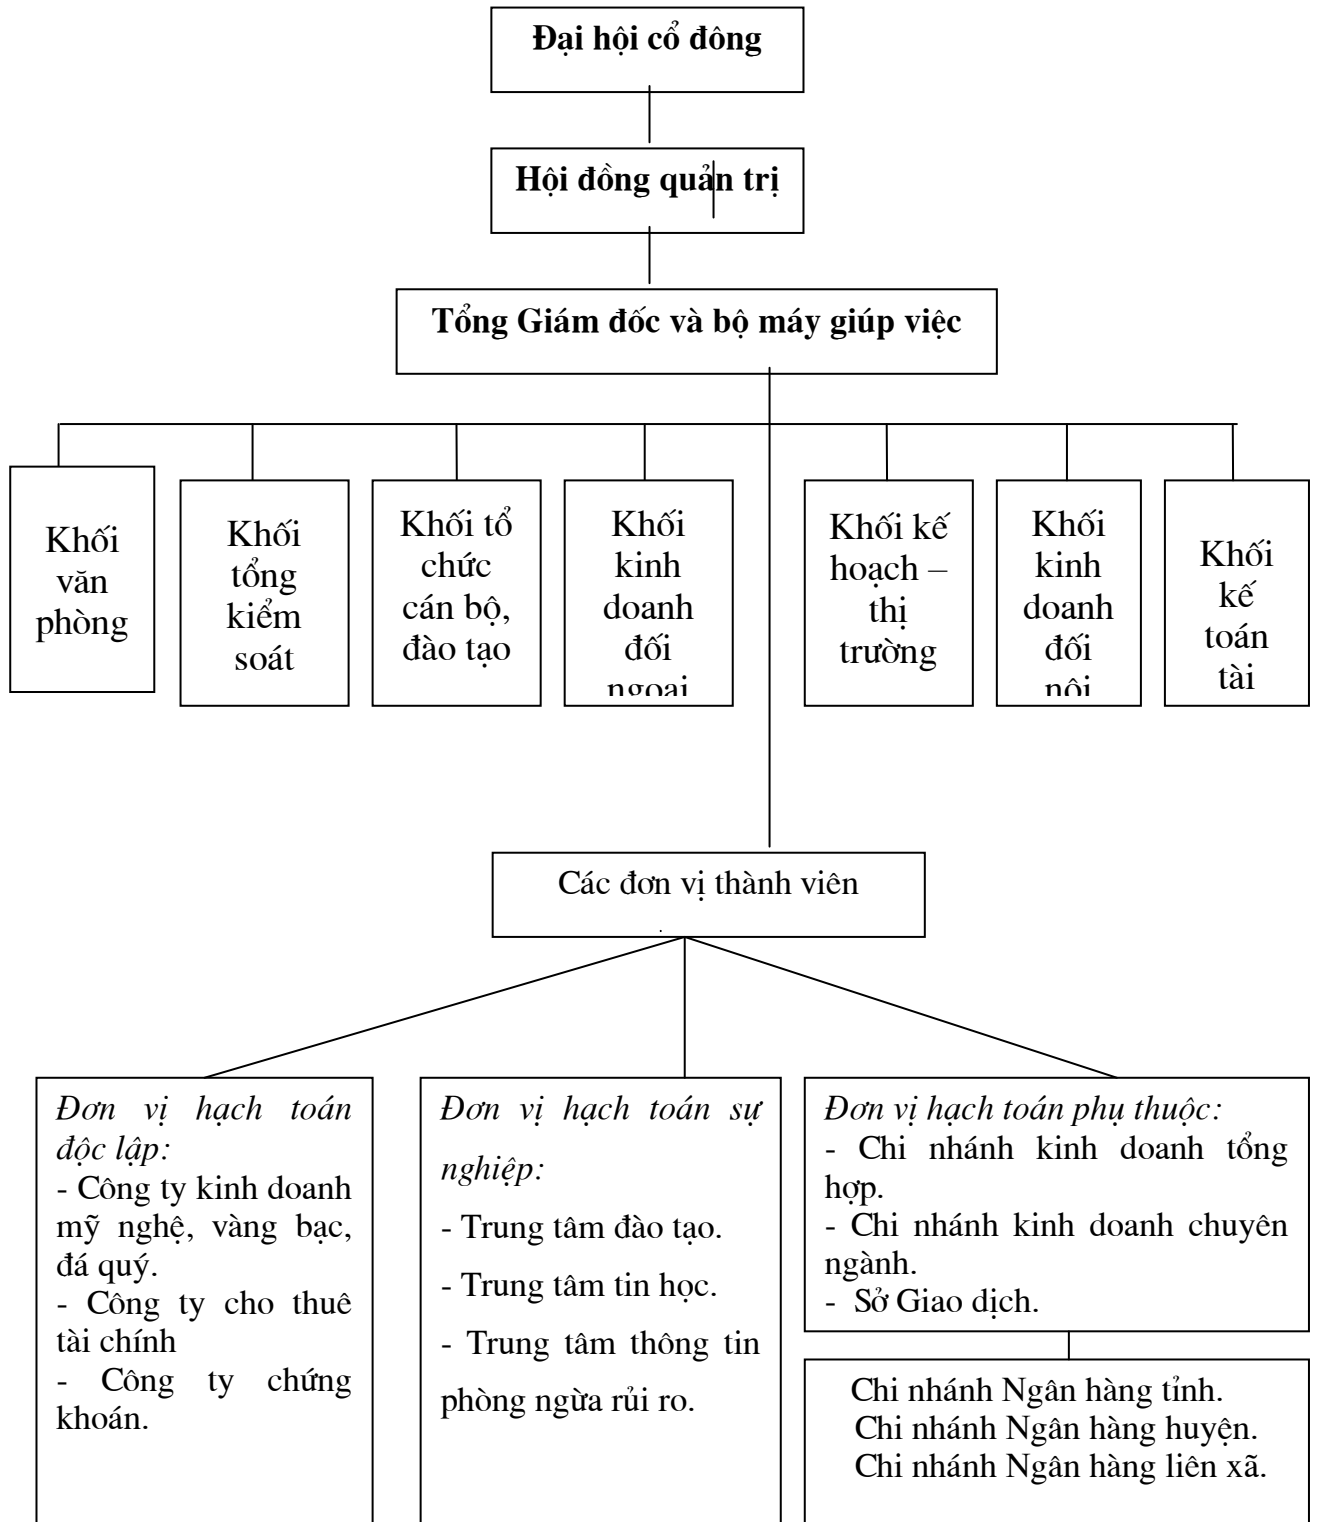 Đại hội cổ đông
Hội đồng quản trị
Tổng Giám đốc và bộ máy giúp việc
Khối
văn
phòng
Khối
tổng
kiểm
soát
Khối tổ
chức
cán bộ,
đào tạo
Khối
kinh
doanh
đối
ngoại
Khối kế
hoạch –
thị
trường
Khối
kinh
doanh
đối
nội
Khối
kế
toán
tài
Các đơn vị thành viên
Đơn vị hạch toán
độc lập:
- Công ty kinh doanh
mỹ nghệ, vàng bạc,
đá quý.
- Công ty cho thuê
tài chính
- Công ty chứng
khoán.
Đơn vị hạch toán sự
nghiệp:
- Trung tâm đào tạo.
- Trung tâm tin học.
- Trung tâm thông tin
phòng ngừa rủi ro.
Đơn vị hạch toán phụ thuộc:
- Chi nhánh kinh doanh tổng
hợp.
- Chi nhánh kinh doanh chuyên
ngành.
- Sở Giao dịch.
Chi nhánh Ngân hàng tỉnh.
Chi nhánh Ngân hàng huyện.
Chi nhánh Ngân hàng liên xã.